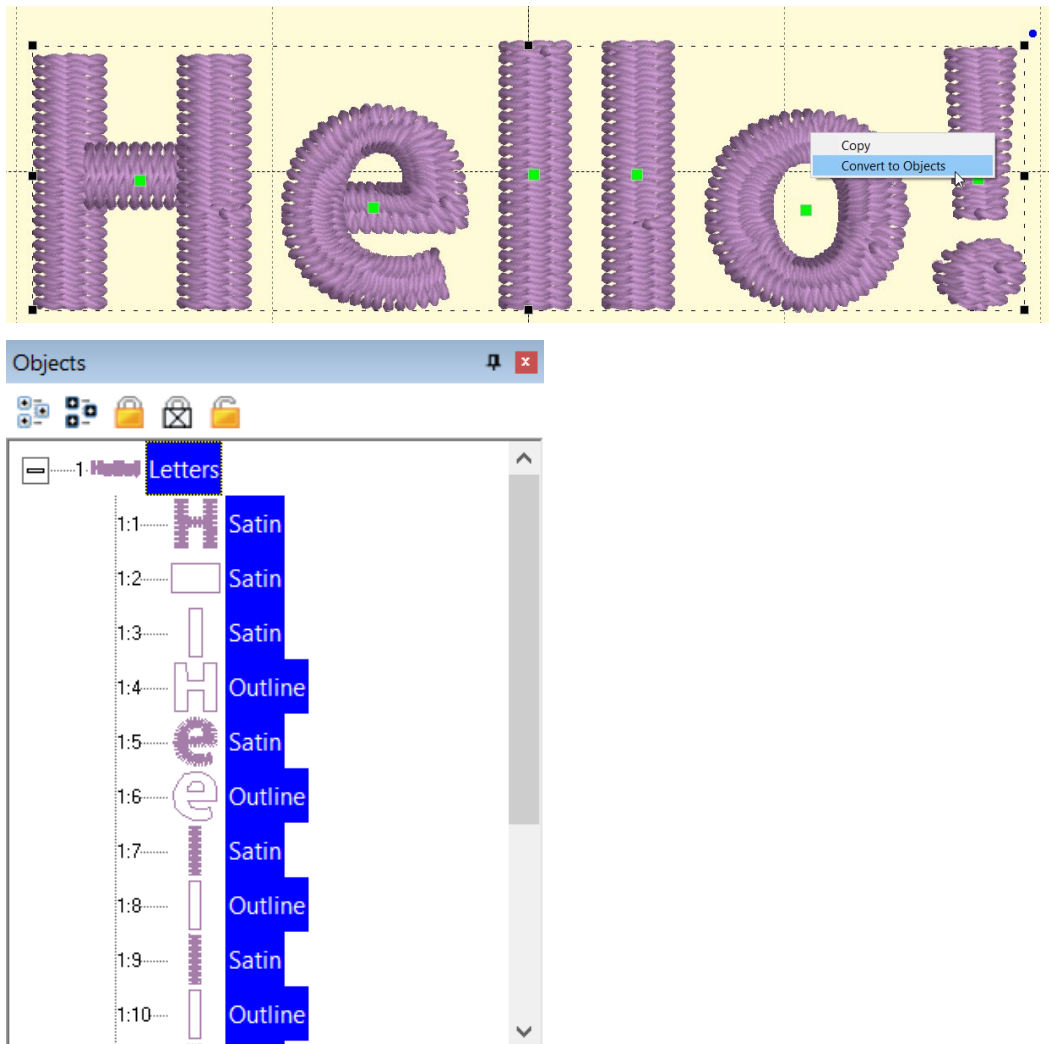 Hello!
Copy
Convert to Objects
Objects
1 Hello! Letters
1:1 H Satin
1:2 Satin
1:3 Satin
1:4 H Outline
1:5 e Satin
1:6 e Outline
1:7 l Satin
1:8 l Outline
1:9 l Satin
1:10 l Outline